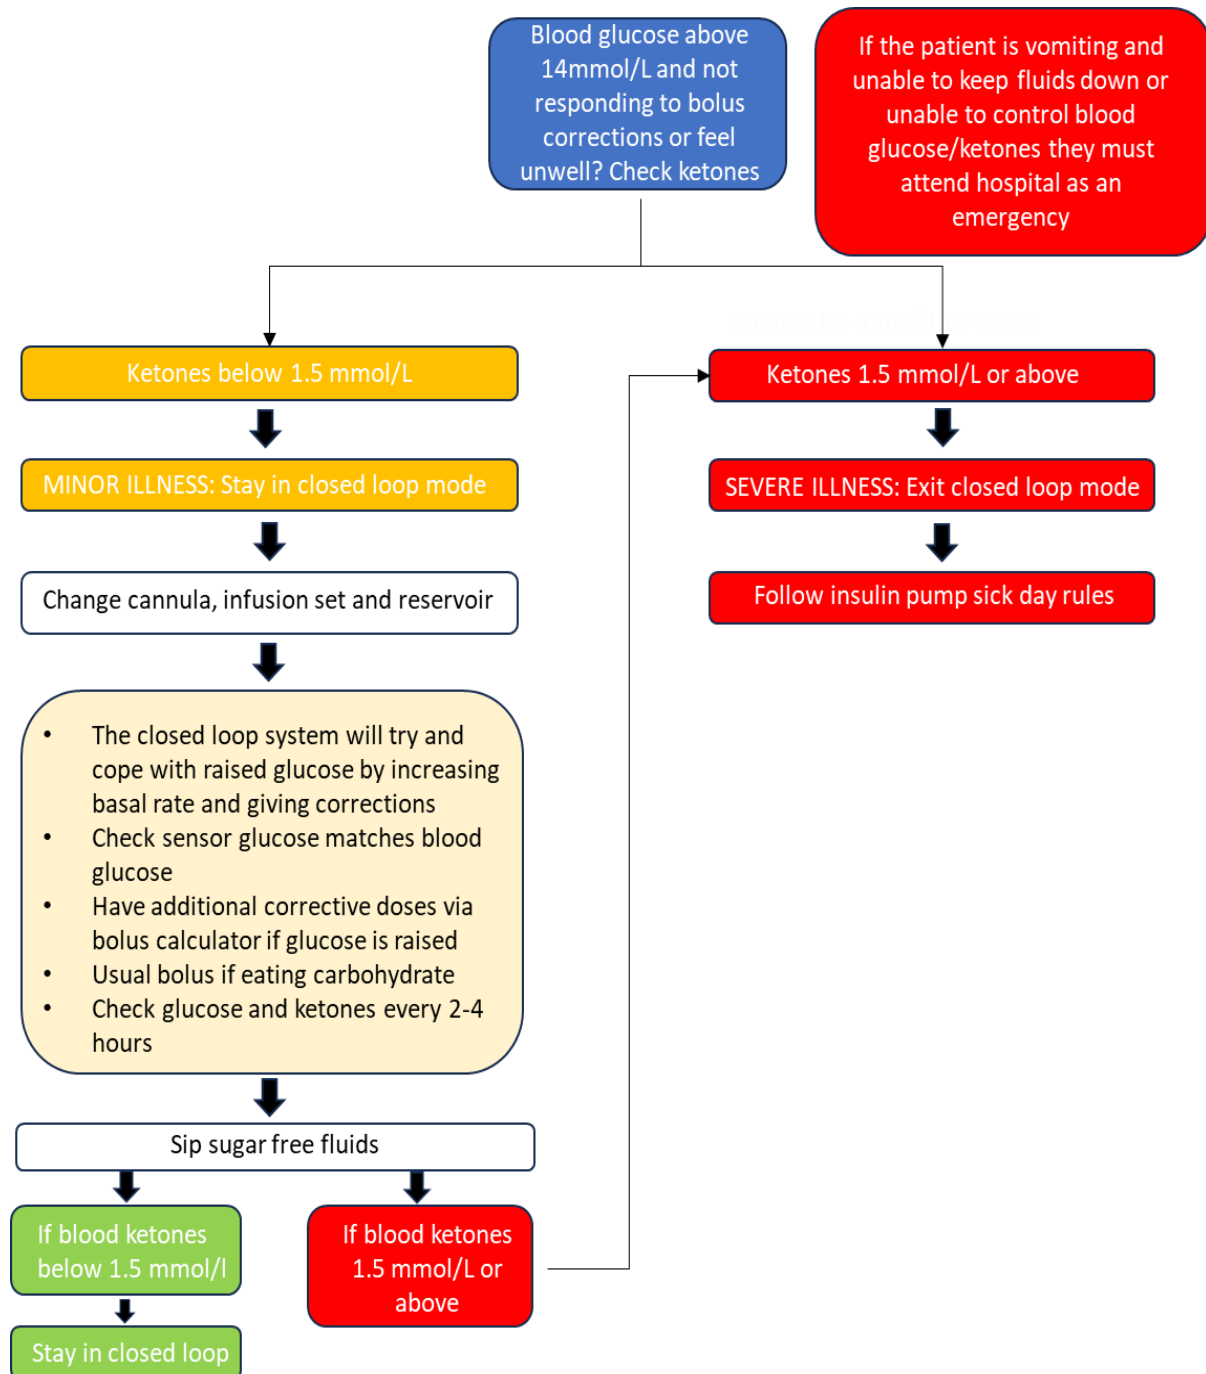 Blood glucose above
14mmol/L and not
responding to bolus
corrections or feel
unwell? Check ketones
If the patient is vomiting and
unable to keep fluids down or
unable to control blood
glucose/ketones they must
attend hospital as an
emergency
Ketones below 1.5 mmol/L
Ketones 1.5 mmol/L or above
MINOR ILLNESS: Stay in closed loop mode
SEVERE ILLNESS: Exit closed loop mode
Change cannula, infusion set and reservoir
Follow insulin pump sick day rules
• The closed loop system will try and
cope with raised glucose by increasing
basal rate and giving corrections
• Check sensor glucose matches blood
glucose
• Have additional corrective doses via
bolus calculator if glucose is raised
• Usual bolus if eating carbohydrate
• Check glucose and ketones every 2-4
hours
Sip sugar free fluids
If blood ketones
below 1.5 mmol/l
If blood ketones
1.5 mmol/L or
above
Stay in closed loop